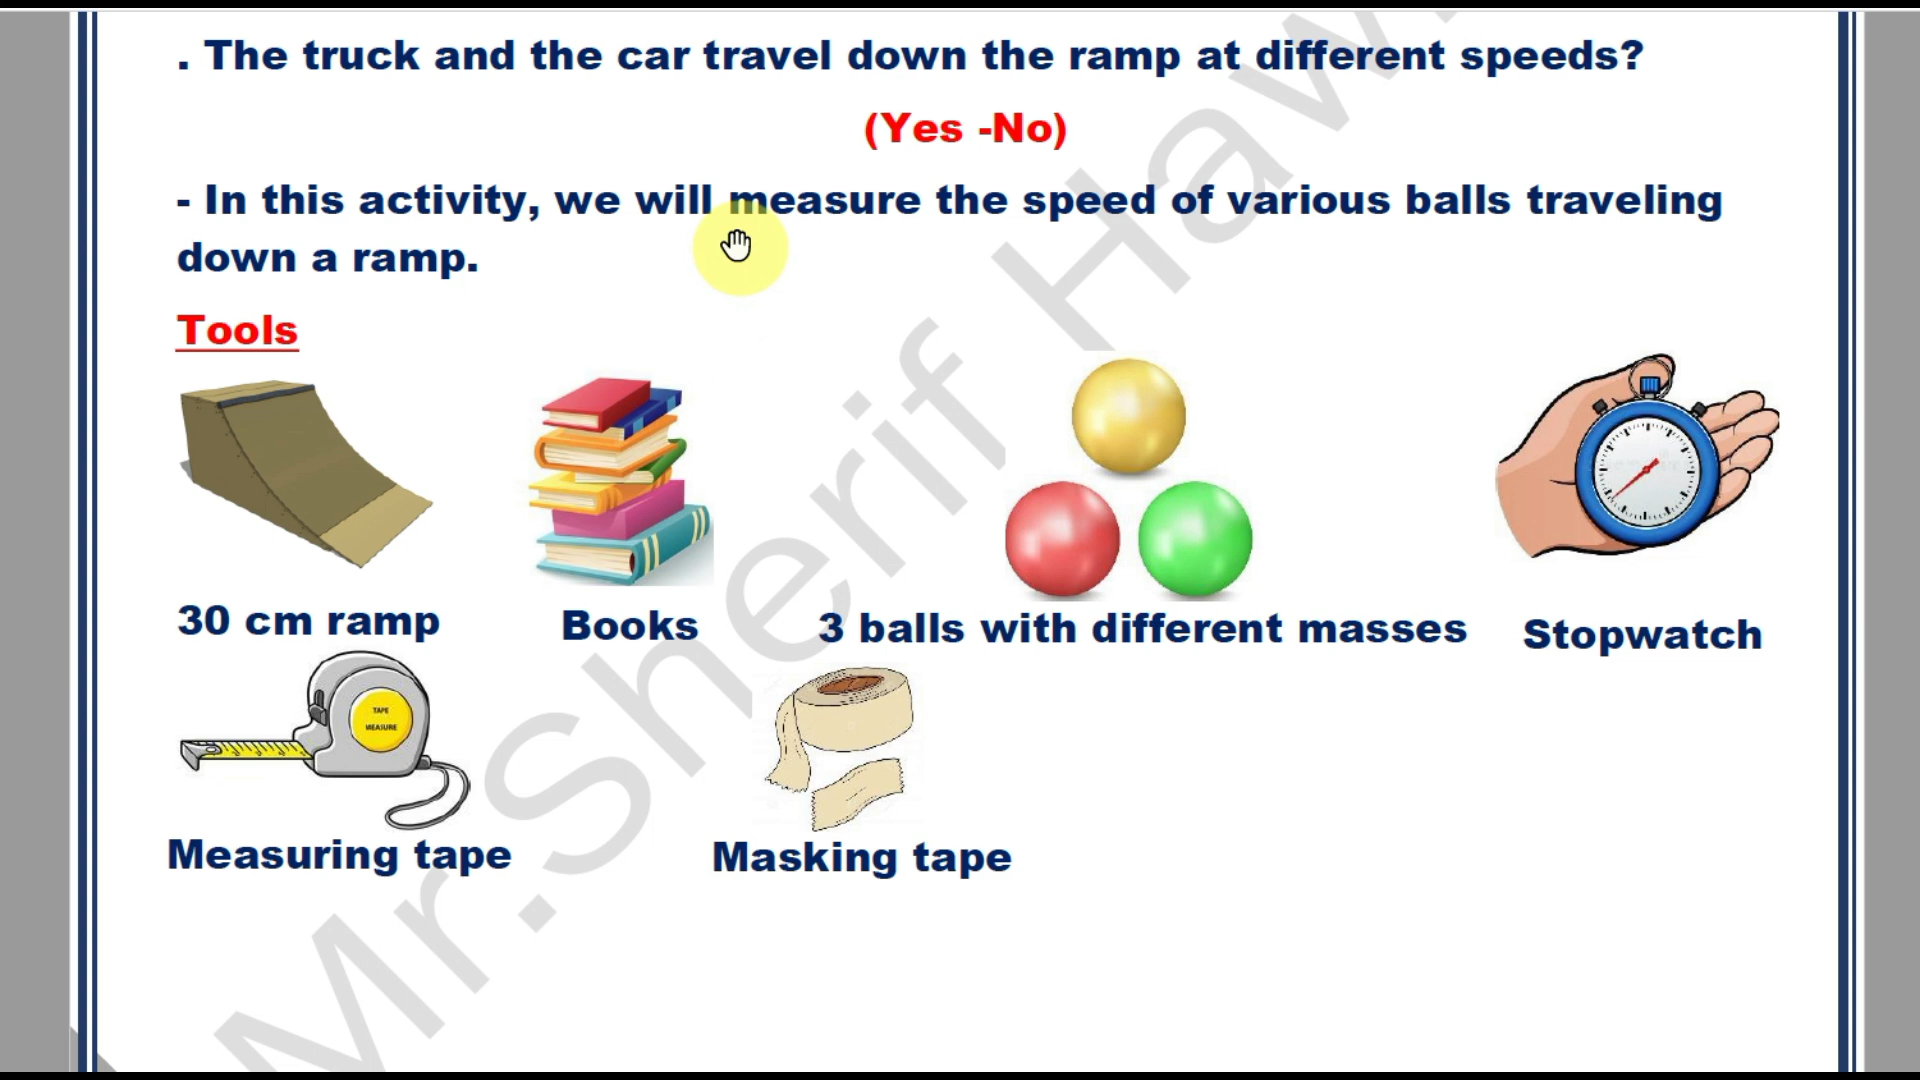 . The truck and the car travel down the ramp at different speeds?
(Yes -No)
- In this activity, we will measure the speed of various balls traveling
down a ramp.
Tools
30 cm ramp
Books
3 balls with different masses
Stopwatch
TAPE
MEASURE
Measuring tape
Masking tape
Mr.Sherif